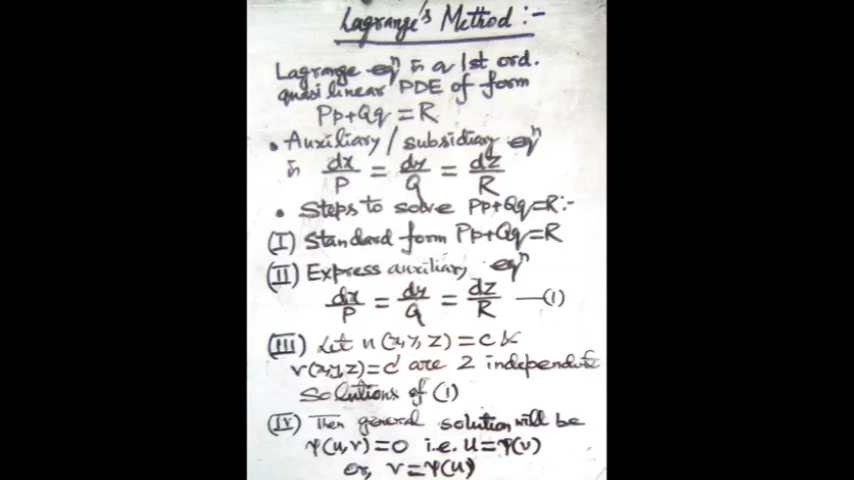 Lagrange's Method :-
Lagrange eqⁿ is a 1st ord.
quasi linear PDE of form
Pp+Qq = R
• Auxiliary / subsidiary eqⁿ
is dx/P = dy/Q = dz/R
• Steps to solve Pp+Qq=R:-
(I) Standard form Pp+Qq=R
(II) Express auxiliary eqⁿ
dx/P = dy/Q = dz/R —(1)
(III) Let u(x,y,z) = c &
v(x,y,z)=c' are 2 independent
solutions of (1)
(IV) Then general solution will be
φ(u,v)=0 i.e. u=φ(v)
or, v=φ(u)